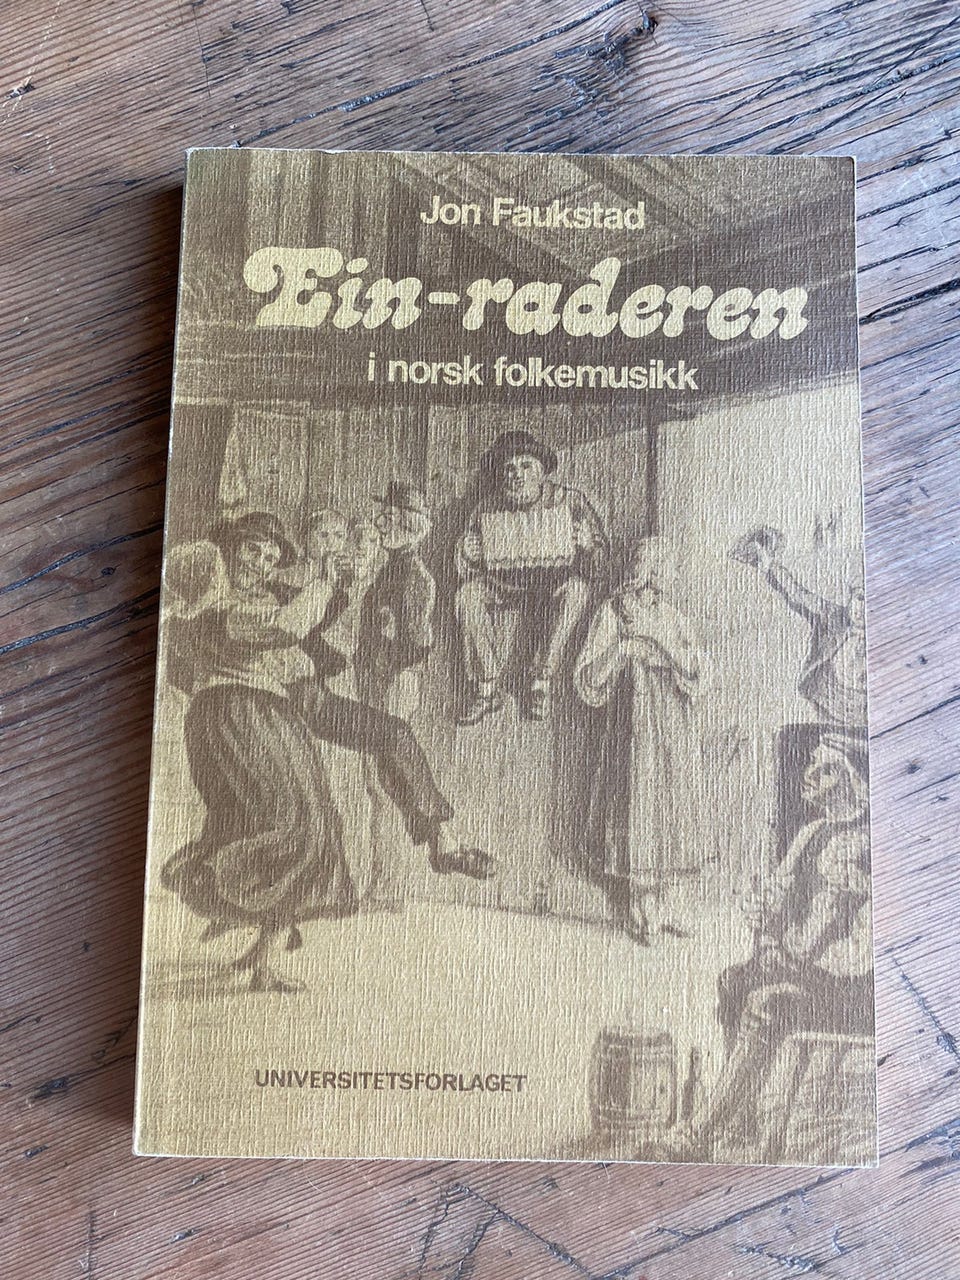 Jon Faukstad
Ein-raderen
i norsk folkemusikk
UNIVERSITETSFORLAGET